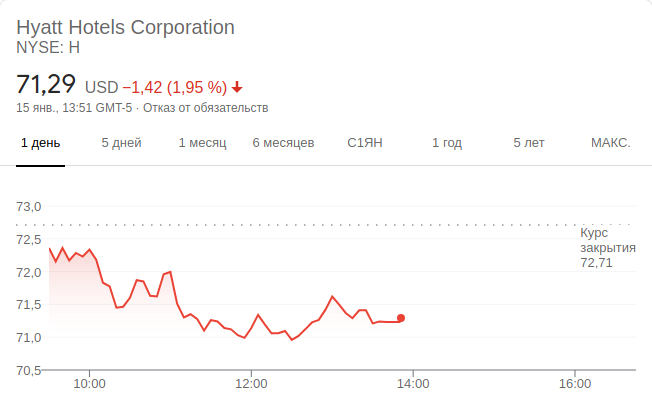 Hyatt Hotels Corporation
NYSE: H
71,29 USD −1,42 (1,95 %)
15 янв., 13:51 GMT-5 · Отказ от обязательств
1 день 5 дней 1 месяц 6 месяцев С1ЯН 1 год 5 лет МАКС.
73,0
72,5
72,0
71,5
71,0
70,5
Курс
закрытия
72,71
10:00 12:00 14:00 16:00